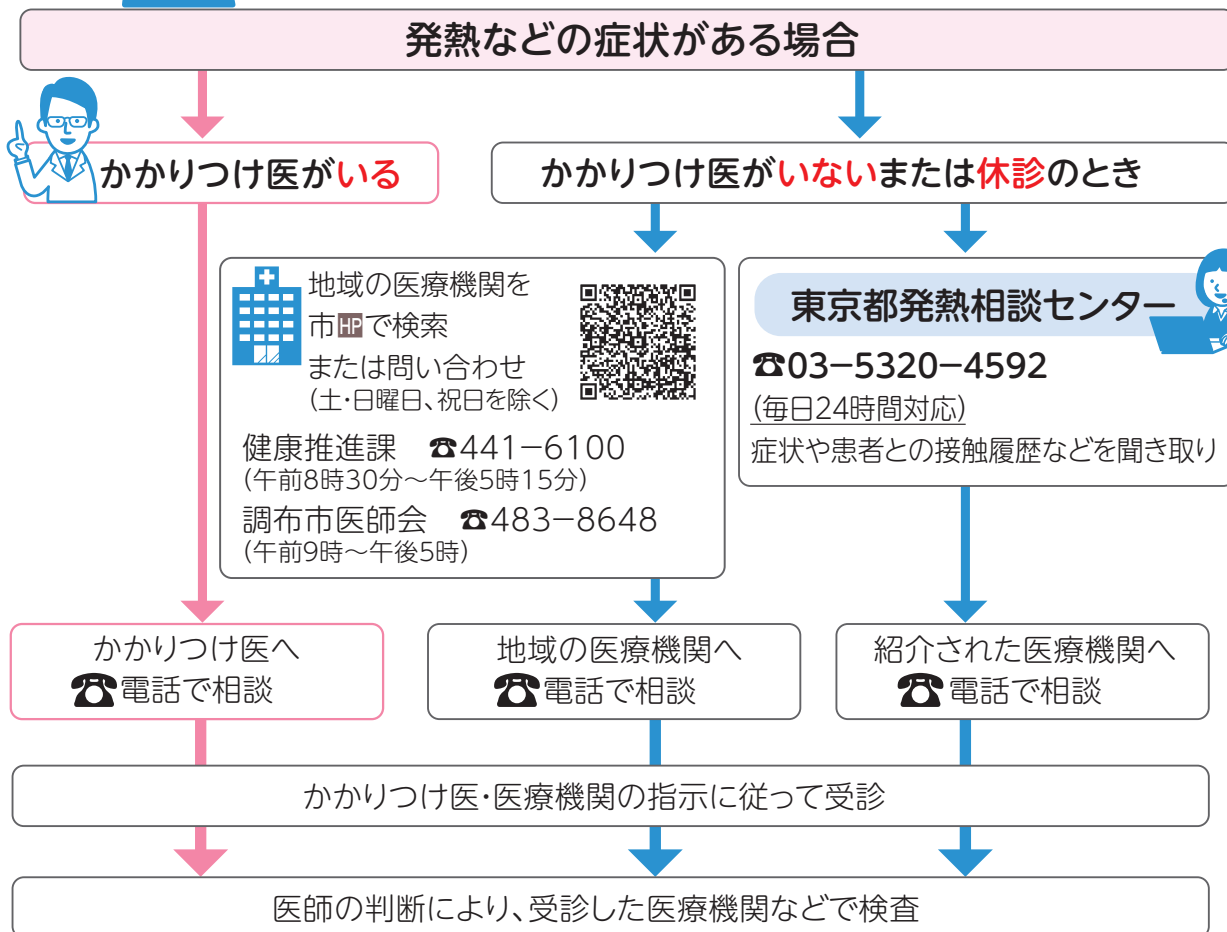 発熱などの症状がある場合
かかりつけ医がいる
かかりつけ医がいないまたは休診のとき
地域の医療機関を
市HPで検索
または問い合わせ
(土・日曜日、祝日を除く)
健康推進課 ☎441−6100
(午前8時30分～午後5時15分)
調布市医師会 ☎483−8648
(午前9時～午後5時)
東京都発熱相談センター
☎03−5320−4592
(毎日24時間対応)
症状や患者との接触履歴などを聞き取り
かかりつけ医へ
☎電話で相談
地域の医療機関へ
☎電話で相談
紹介された医療機関へ
☎電話で相談
かかりつけ医・医療機関の指示に従って受診
医師の判断により、受診した医療機関などで検査